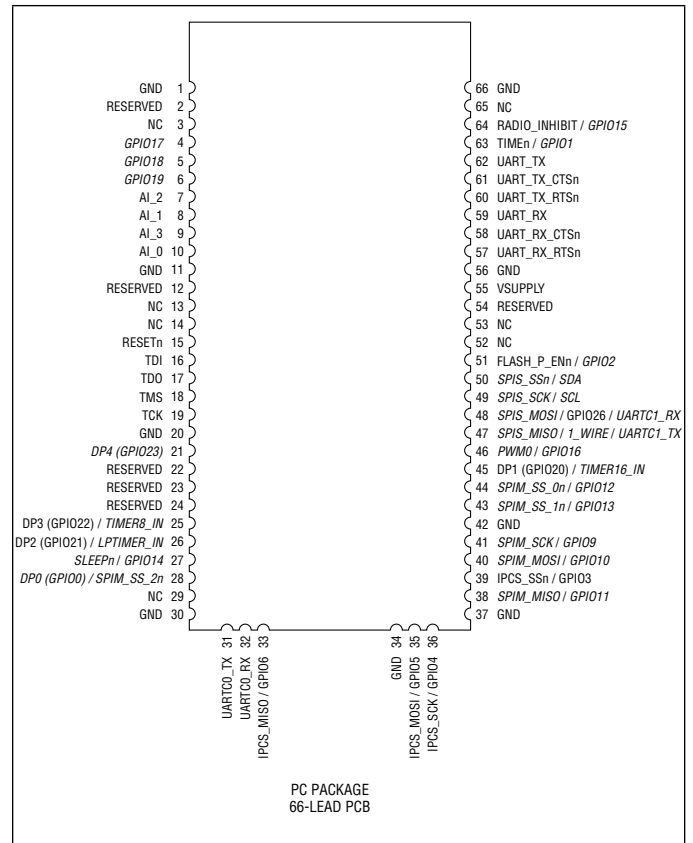 GND 1
RESERVED 2
NC 3
GPIO17 4
GPIO18 5
GPIO19 6
AI_2 7
AI_1 8
AI_3 9
AI_0 10
GND 11
RESERVED 12
NC 13
NC 14
RESETn 15
TDI 16
TDO 17
TMS 18
TCK 19
GND 20
DP4 (GPIO23) 21
RESERVED 22
RESERVED 23
RESERVED 24
DP3 (GPIO22) / TIMER8_IN 25
DP2 (GPIO21) / LPTIMER_IN 26
SLEEPn / GPIO14 27
DP0 (GPIO0) / SPIM_SS_2n 28
NC 29
GND 30
66 GND
65 NC
64 RADIO_INHIBIT / GPIO15
63 TIMEn / GPIO1
62 UART_TX
61 UART_TX_CTSn
60 UART_TX_RTSn
59 UART_RX
58 UART_RX_CTSn
57 UART_RX_RTSn
56 GND
55 VSUPPLY
54 RESERVED
53 NC
52 NC
51 FLASH_P_ENn / GPIO2
50 SPIS_SSn / SDA
49 SPIS_SCK / SCL
48 SPIS_MOSI / GPIO26 / UARTC1_RX
47 SPIS_MISO / 1_WIRE / UARTC1_TX
46 PWM0 / GPIO16
45 DP1 (GPIO20) / TIMER16_IN
44 SPIM_SS_0n / GPIO12
43 SPIM_SS_1n / GPIO13
42 GND
41 SPIM_SCK / GPIO9
40 SPIM_MOSI / GPIO10
39 IPCS_SSn / GPIO3
38 SPIM_MISO / GPIO11
37 GND
UARTC0_TX 31
UARTC0_RX 32
IPCS_MISO / GPIO6 33
GND 34
IPCS_MOSI / GPIO5 35
IPCS_SCK / GPIO4 36
PC PACKAGE
66-LEAD PCB